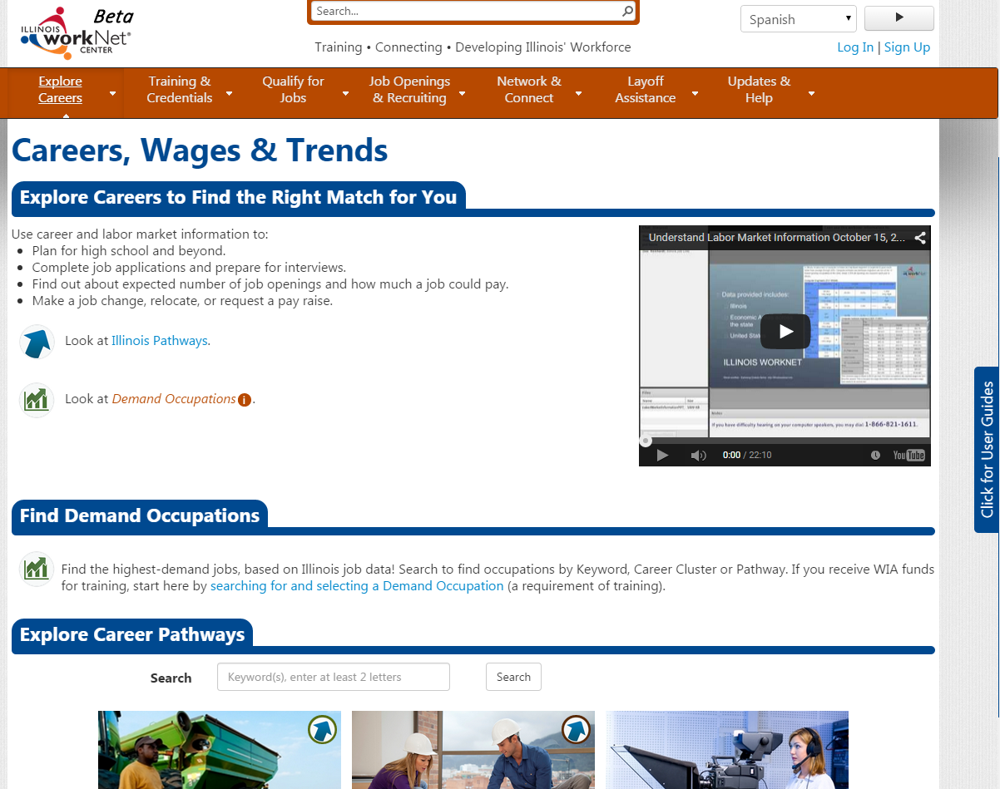 Beta
ILLINOIS
workNet®
CENTER
Search...
Training • Connecting • Developing Illinois' Workforce
Spanish
Log In | Sign Up
Explore
Careers
Training &
Credentials
Qualify for
Jobs
Job Openings
& Recruiting
Network &
Connect
Layoff
Assistance
Updates &
Help
Careers, Wages & Trends
Explore Careers to Find the Right Match for You
Use career and labor market information to:
Plan for high school and beyond.
Complete job applications and prepare for interviews.
Find out about expected number of job openings and how much a job could pay.
Make a job change, relocate, or request a pay raise.
Look at Illinois Pathways.
Look at Demand Occupations i.
Understand Labor Market Information October 15, 2...
Data provided includes:
Illinois
Economic
the state
United
ILLINOIS WORKNET
Files
Name Size
Notes
If you have difficulty hearing on your computer speakers, you may dial 1-866-821-1611.
0:00 / 22:10
YouTube
Click for User Guides
Find Demand Occupations
Find the highest-demand jobs, based on Illinois job data! Search to find occupations by Keyword, Career Cluster or Pathway. If you receive WIA funds
for training, start here by searching for and selecting a Demand Occupation (a requirement of training).
Explore Career Pathways
Search
Keyword(s), enter at least 2 letters
Search